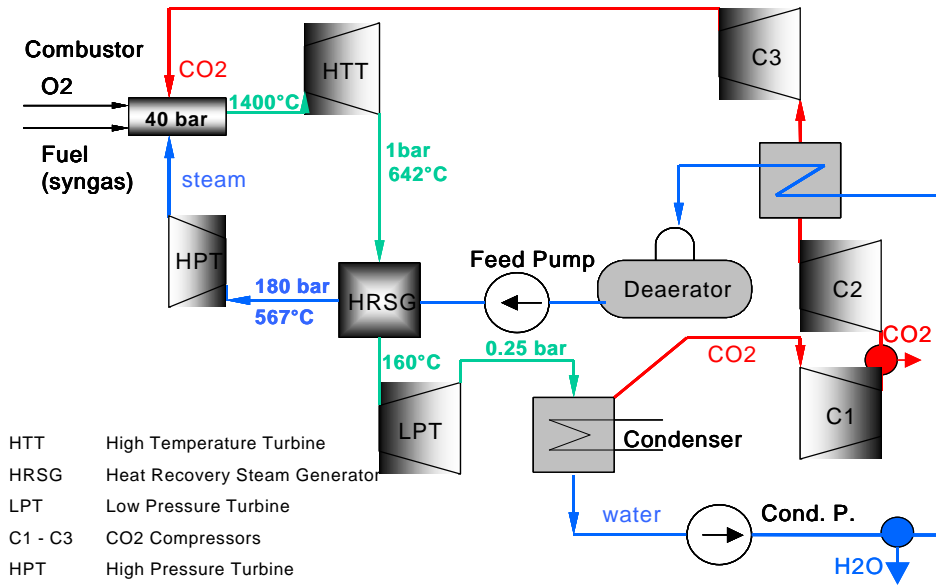 Combustor
O2
CO2
HTT
C3
1400°C
40 bar
Fuel
(syngas)
1bar
642°C
steam
HPT
Feed Pump
180 bar
HRSG
Deaerator
C2
567°C
0.25 bar
CO2
CO2
160°C
C1
LPT
Condenser
HTT High Temperature Turbine
HRSG Heat Recovery Steam Generator
LPT Low Pressure Turbine
C1 - C3 CO2 Compressors
HPT High Pressure Turbine
water
Cond. P.
H2O